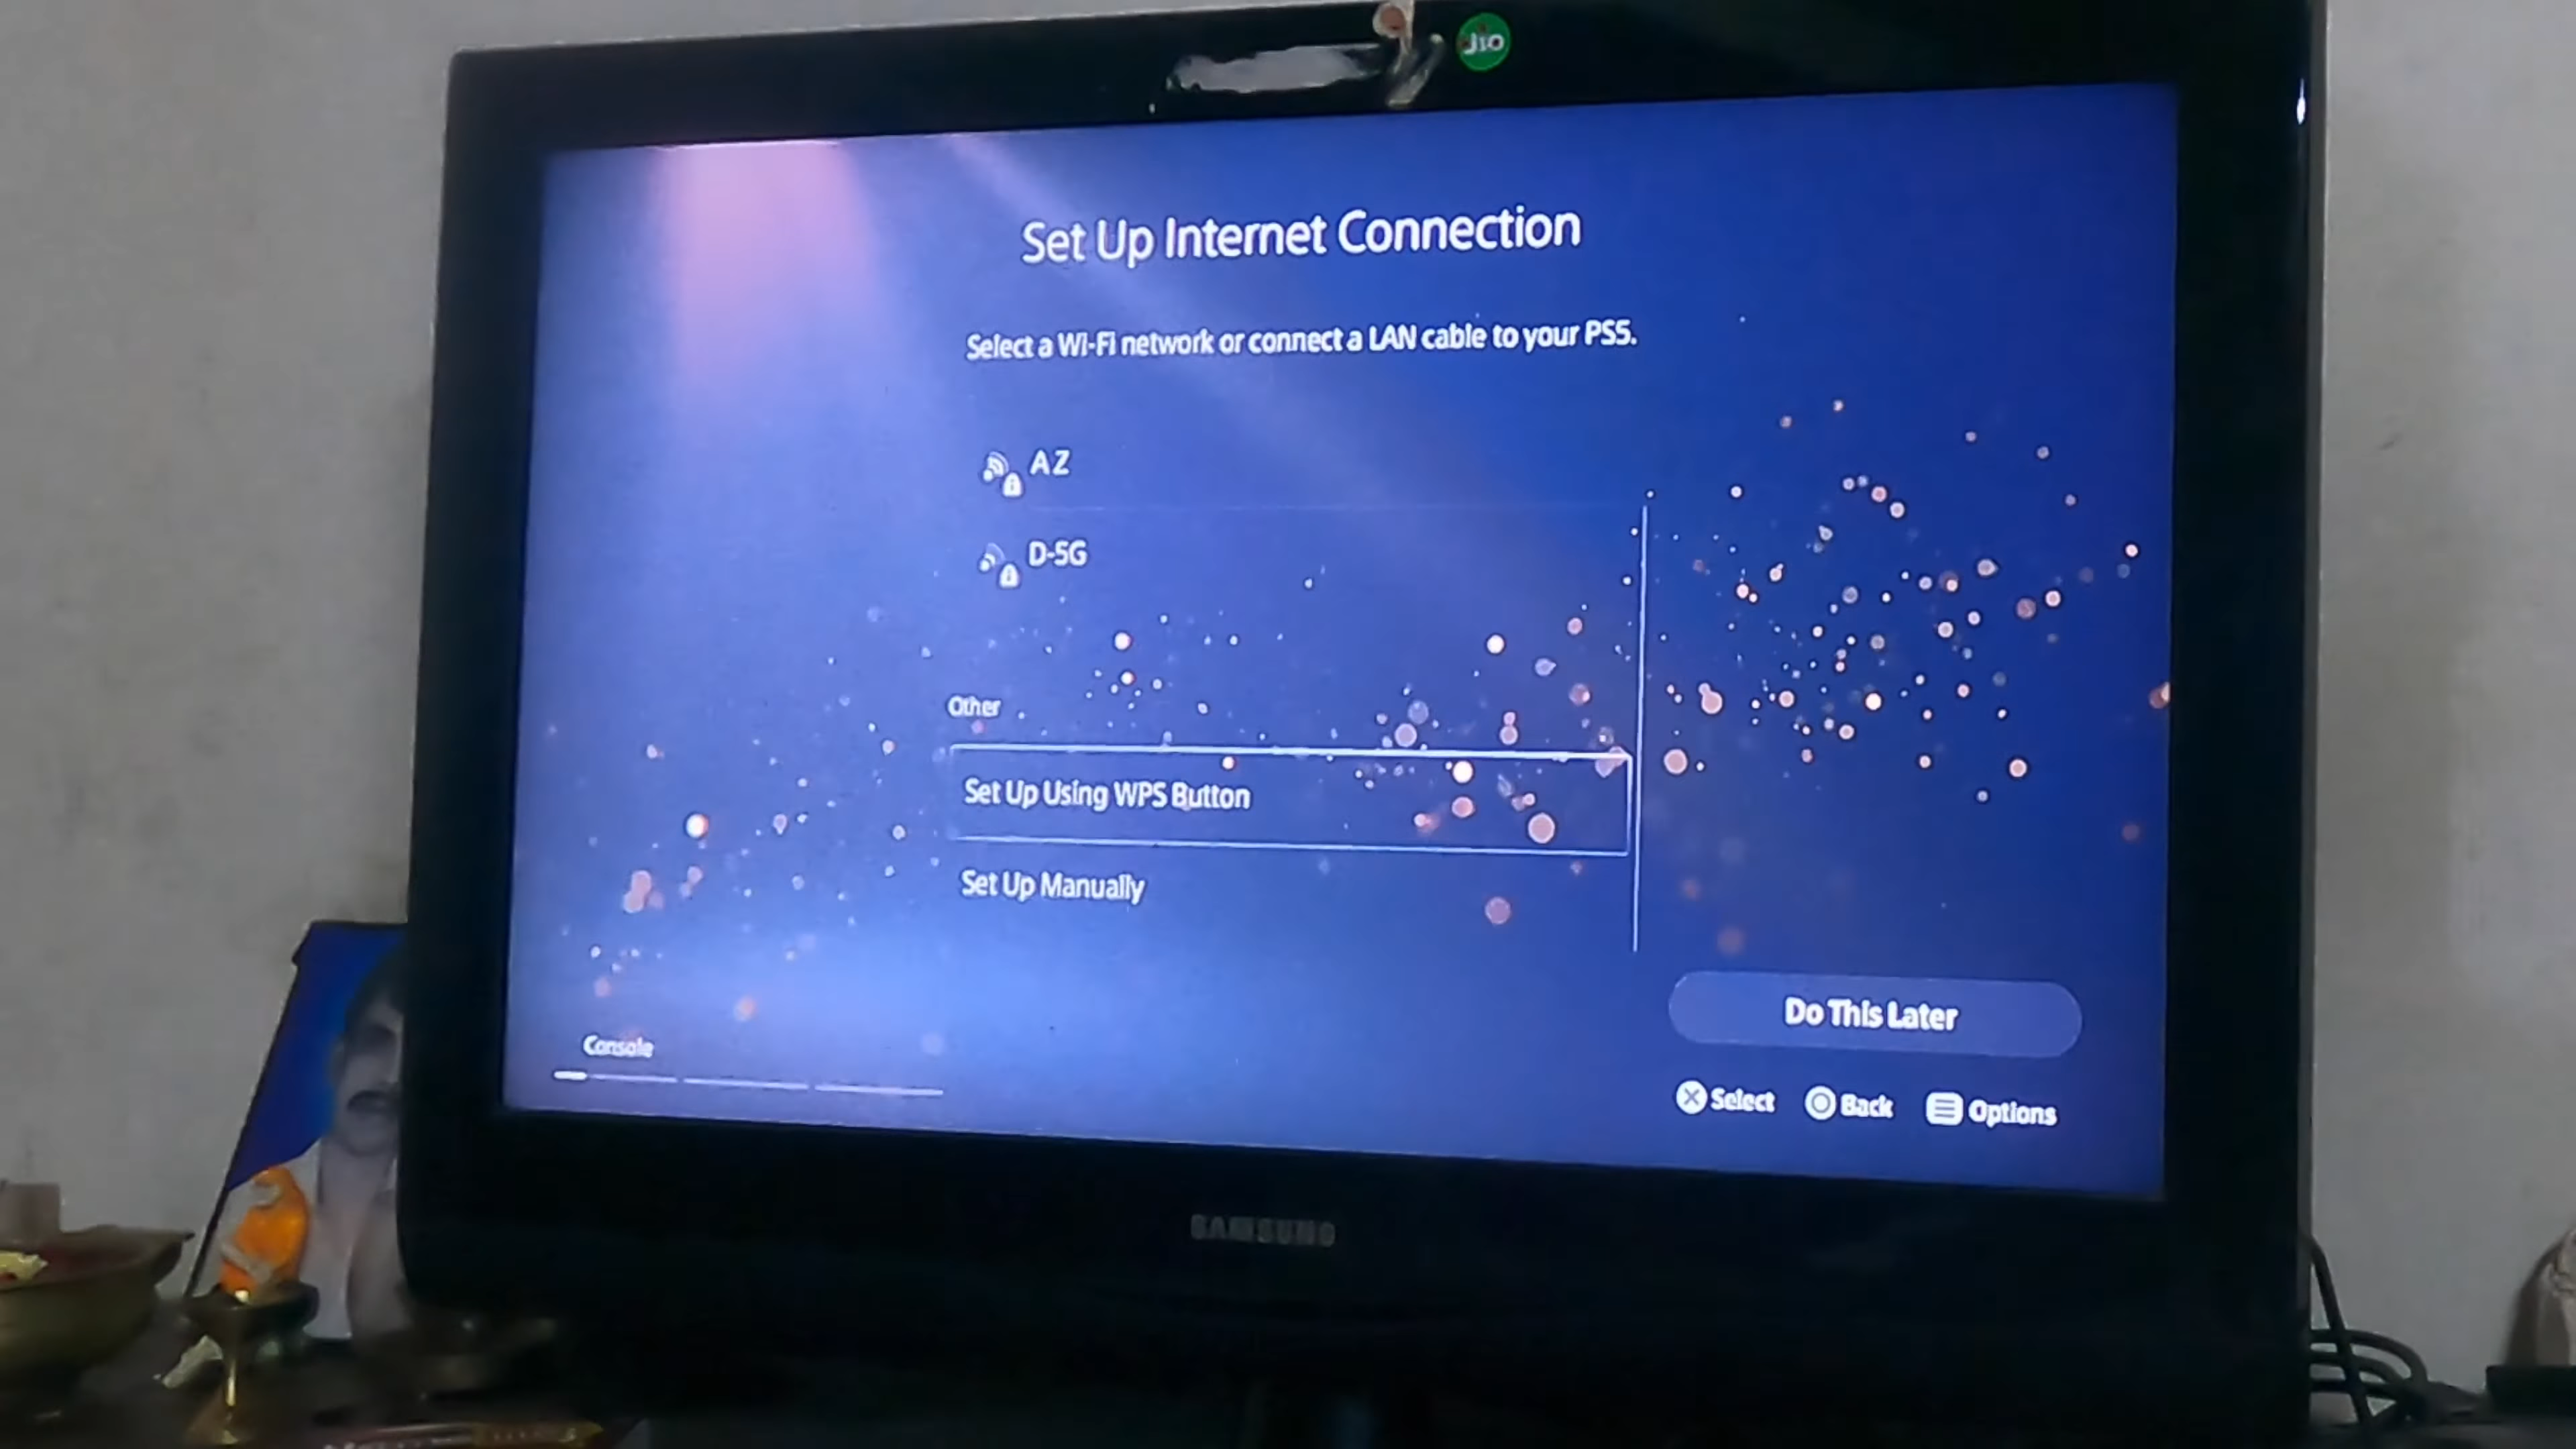 Jio
Set Up Internet Connection
Select a Wi-Fi network or connect a LAN cable to your PS5.
AZ
D-5G
Other
Set Up Using WPS Button
Set Up Manually
Do This Later
Console
Select Back Options
SAMSUNG